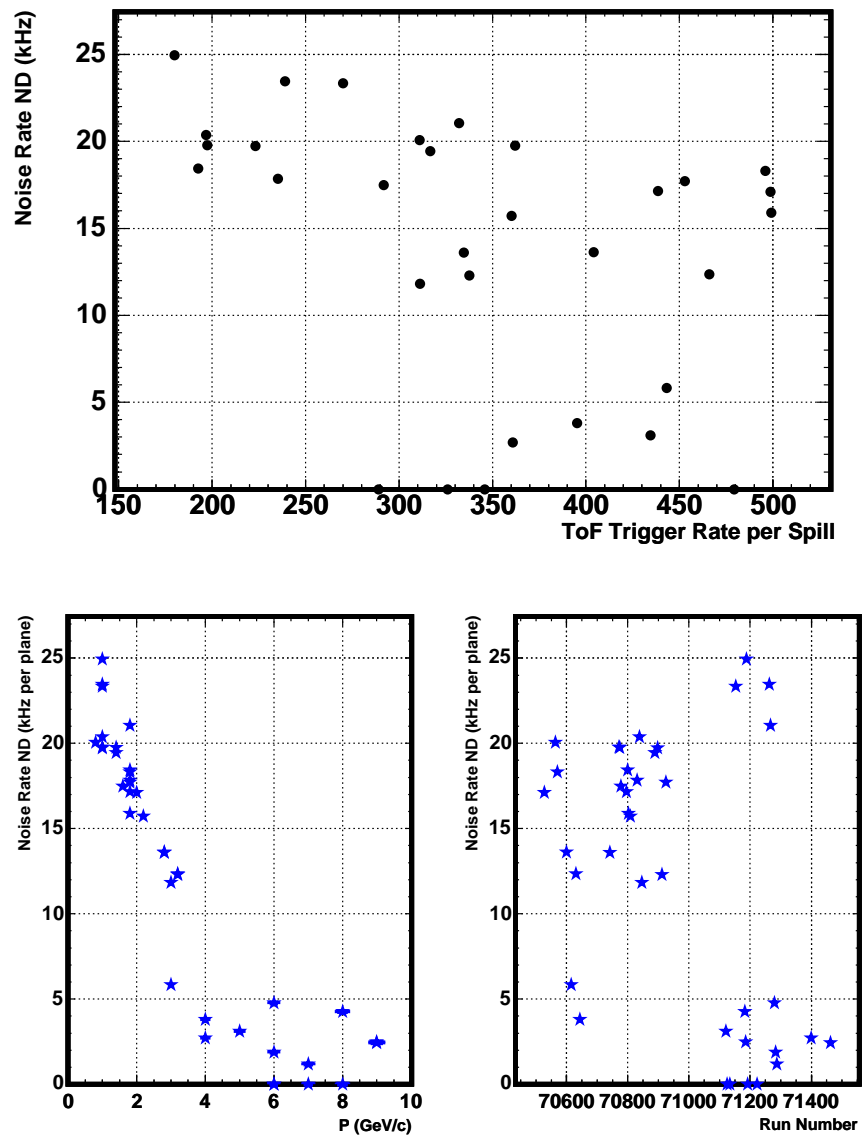 Noise Rate ND (kHz)
25
20
15
10
5
0
150 200 250 300 350 400 450 500
ToF Trigger Rate per Spill
Noise Rate ND (kHz per plane)
25
20
15
10
5
0
0 2 4 6 8 10
P (GeV/c)
Noise Rate ND (kHz per plane)
25
20
15
10
5
0
70600 70800 71000 71200 71400
Run Number